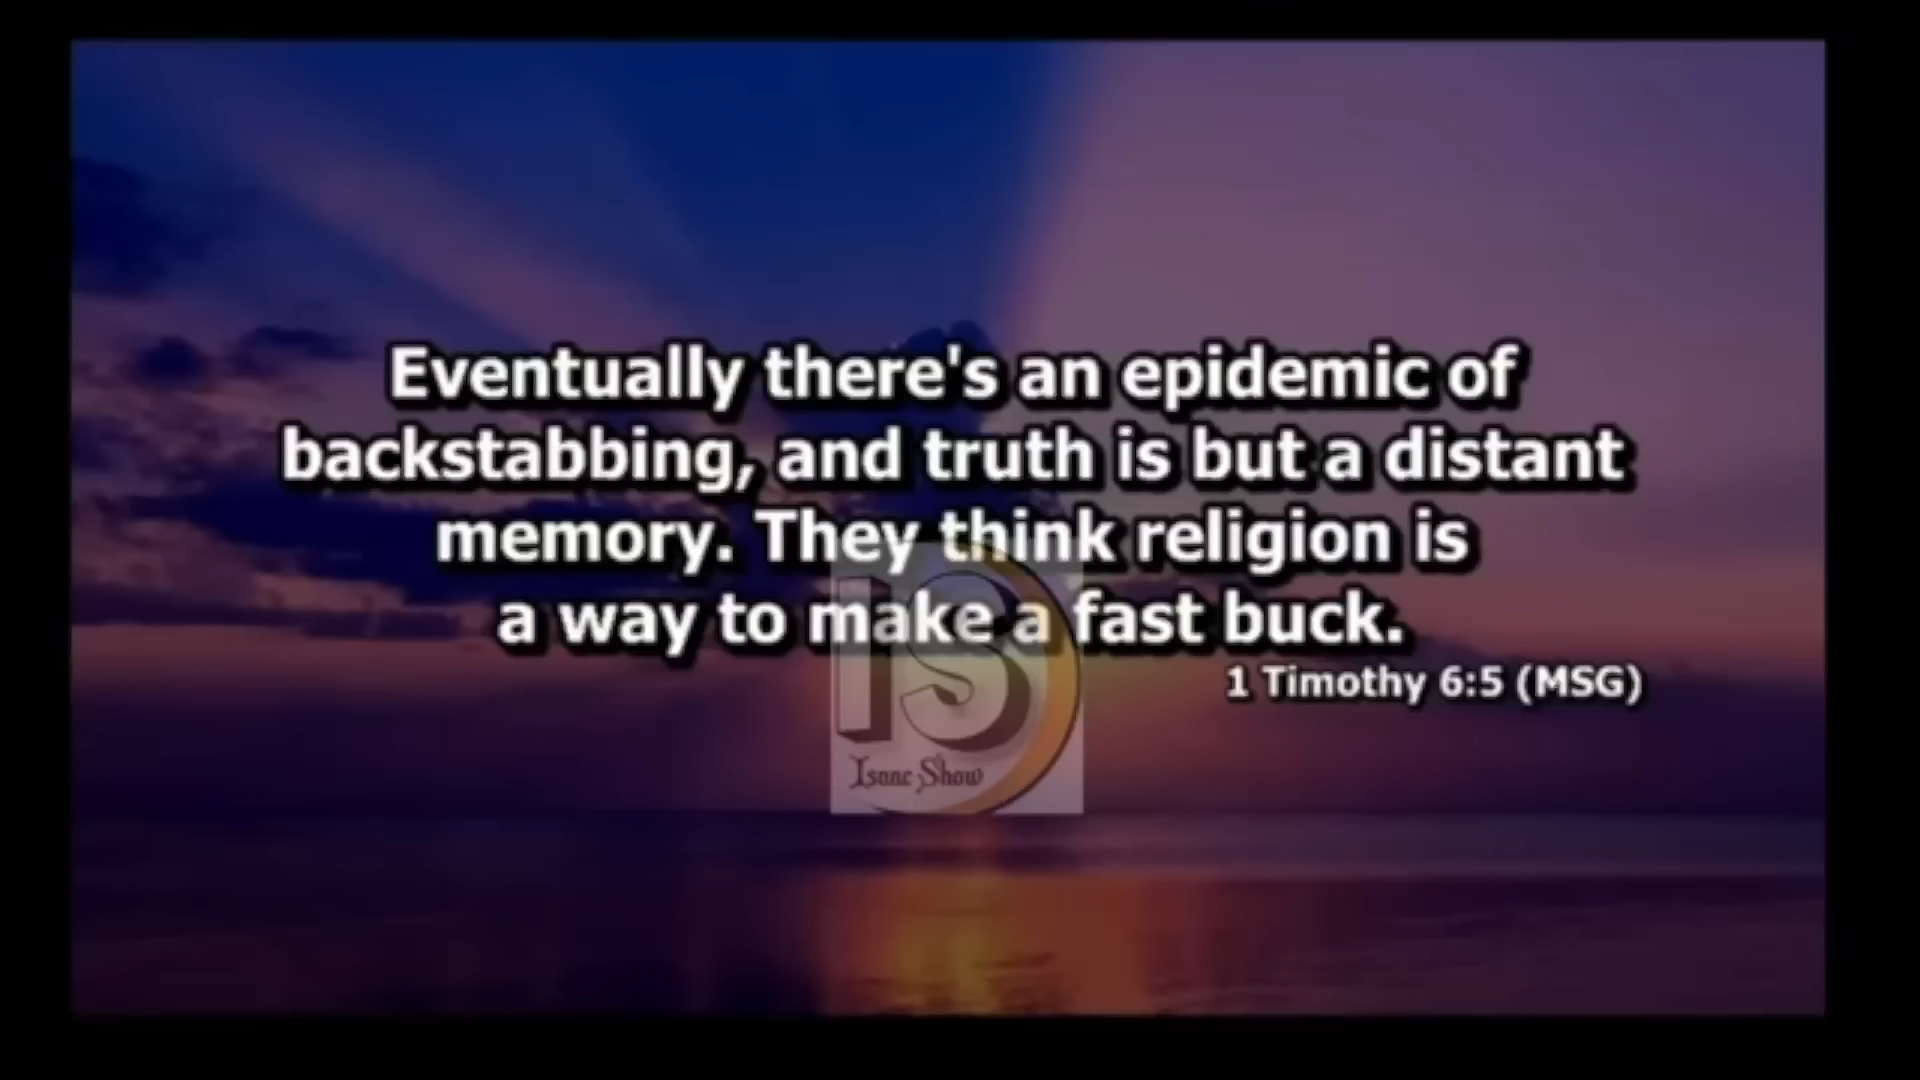 Eventually there's an epidemic of
backstabbing, and truth is but a distant
memory. They think religion is
a way to make a fast buck.
1 Timothy 6:5 (MSG)
IS
Isaac Show